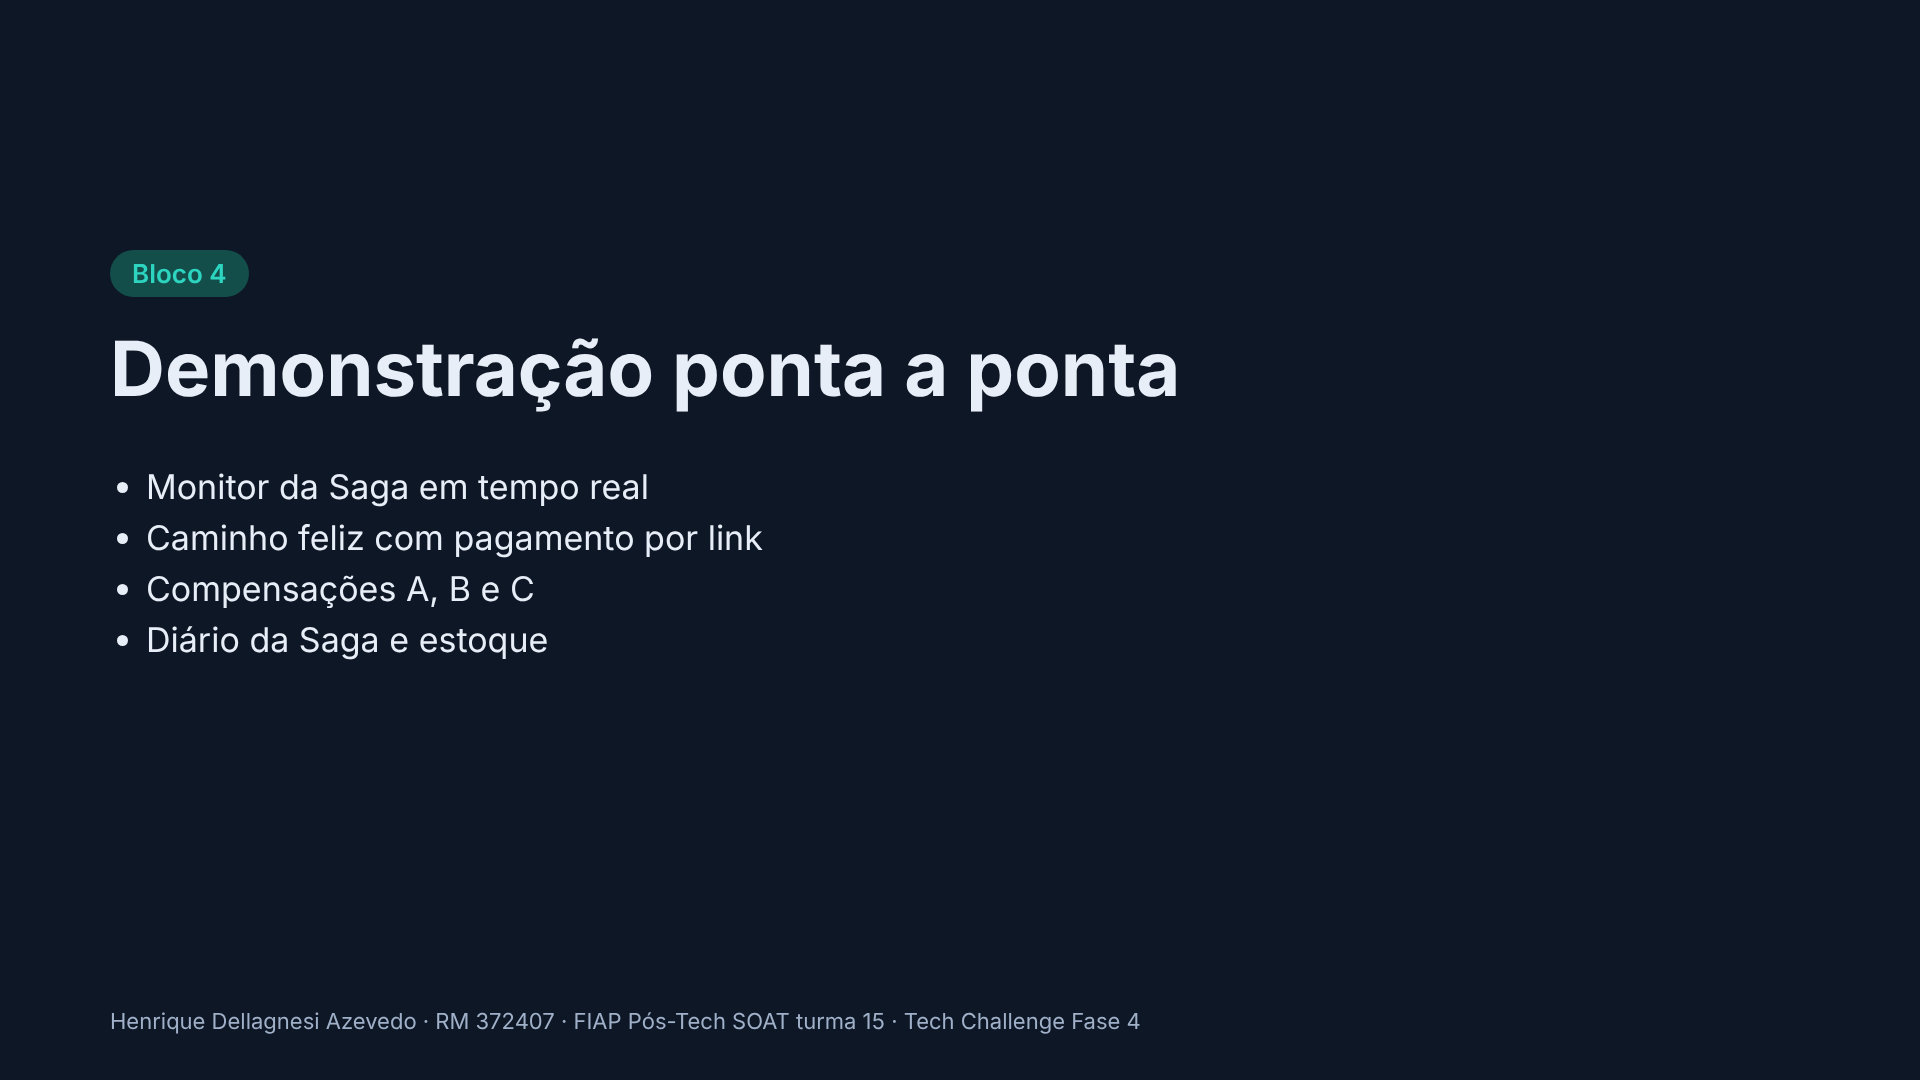 Bloco 4
Demonstração ponta a ponta
• Monitor da Saga em tempo real
• Caminho feliz com pagamento por link
• Compensações A, B e C
• Diário da Saga e estoque
Henrique Dellagnesi Azevedo · RM 372407 · FIAP Pós-Tech SOAT turma 15 · Tech Challenge Fase 4